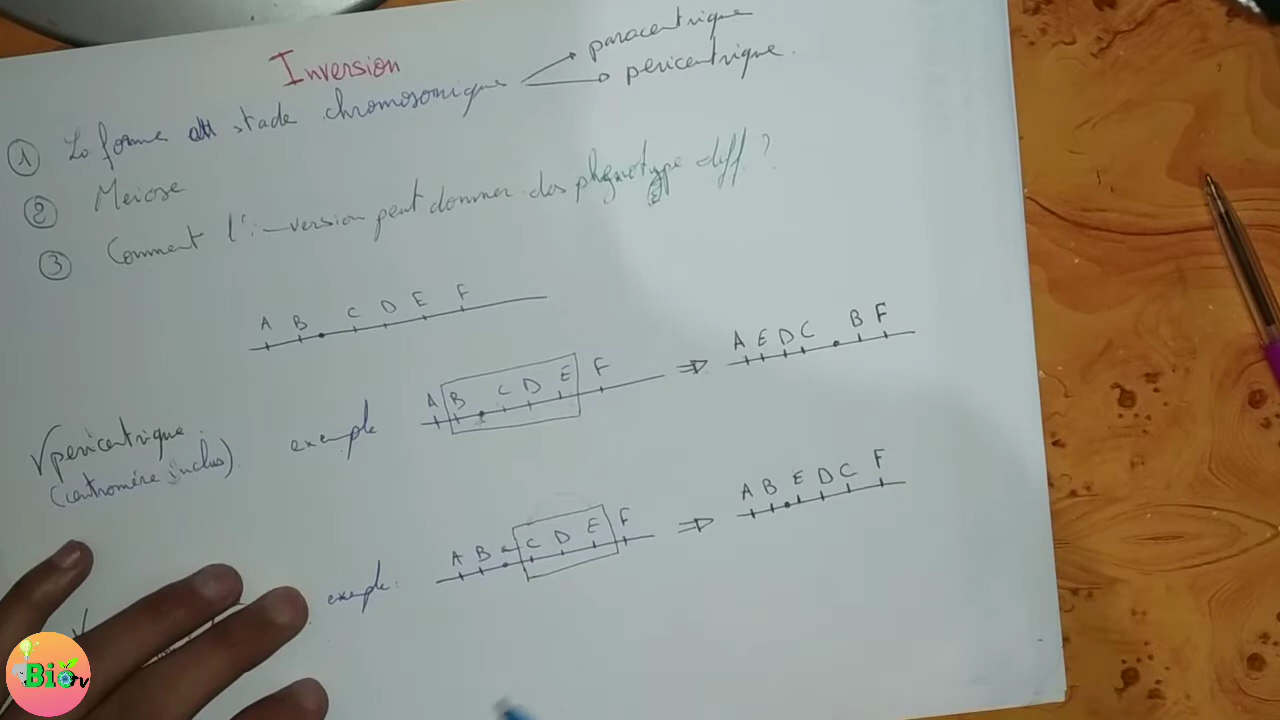 Inversion
paracentrique
① La forme au stade chromosomique
pericentrique.
② Meiose
③ Comment l'inversion peut donner des phenotype diff ?
A B C D E F
A B C D E F ⇒ A E D C B F
√ pericentrique.
(centromère inclus).
exemple
A B C D E F ⇒ A B E D C F
exemple:
Bio TV